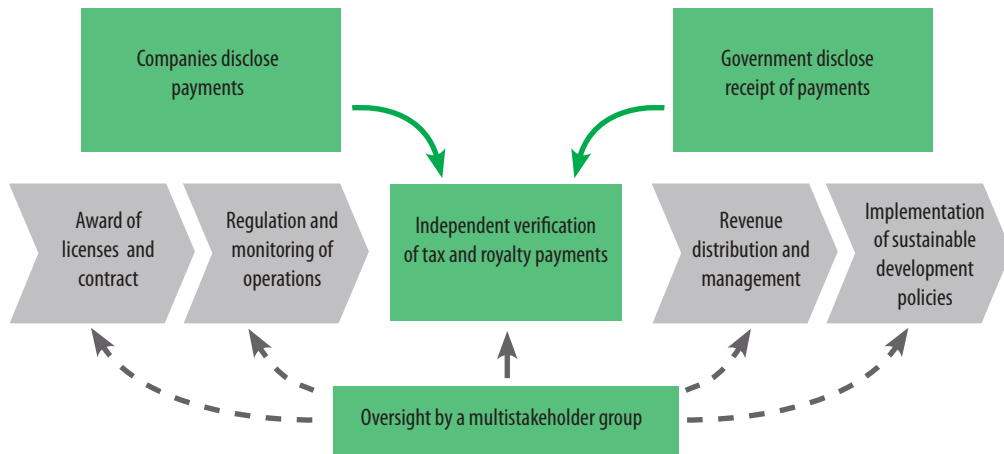 Companies disclose
payments
Government disclose
receipt of payments
Award of
licenses and
contract
Regulation and
monitoring of
operations
Independent verification
of tax and royalty payments
Revenue
distribution and
management
Implementation
of sustainable
development
policies
Oversight by a multistakeholder group